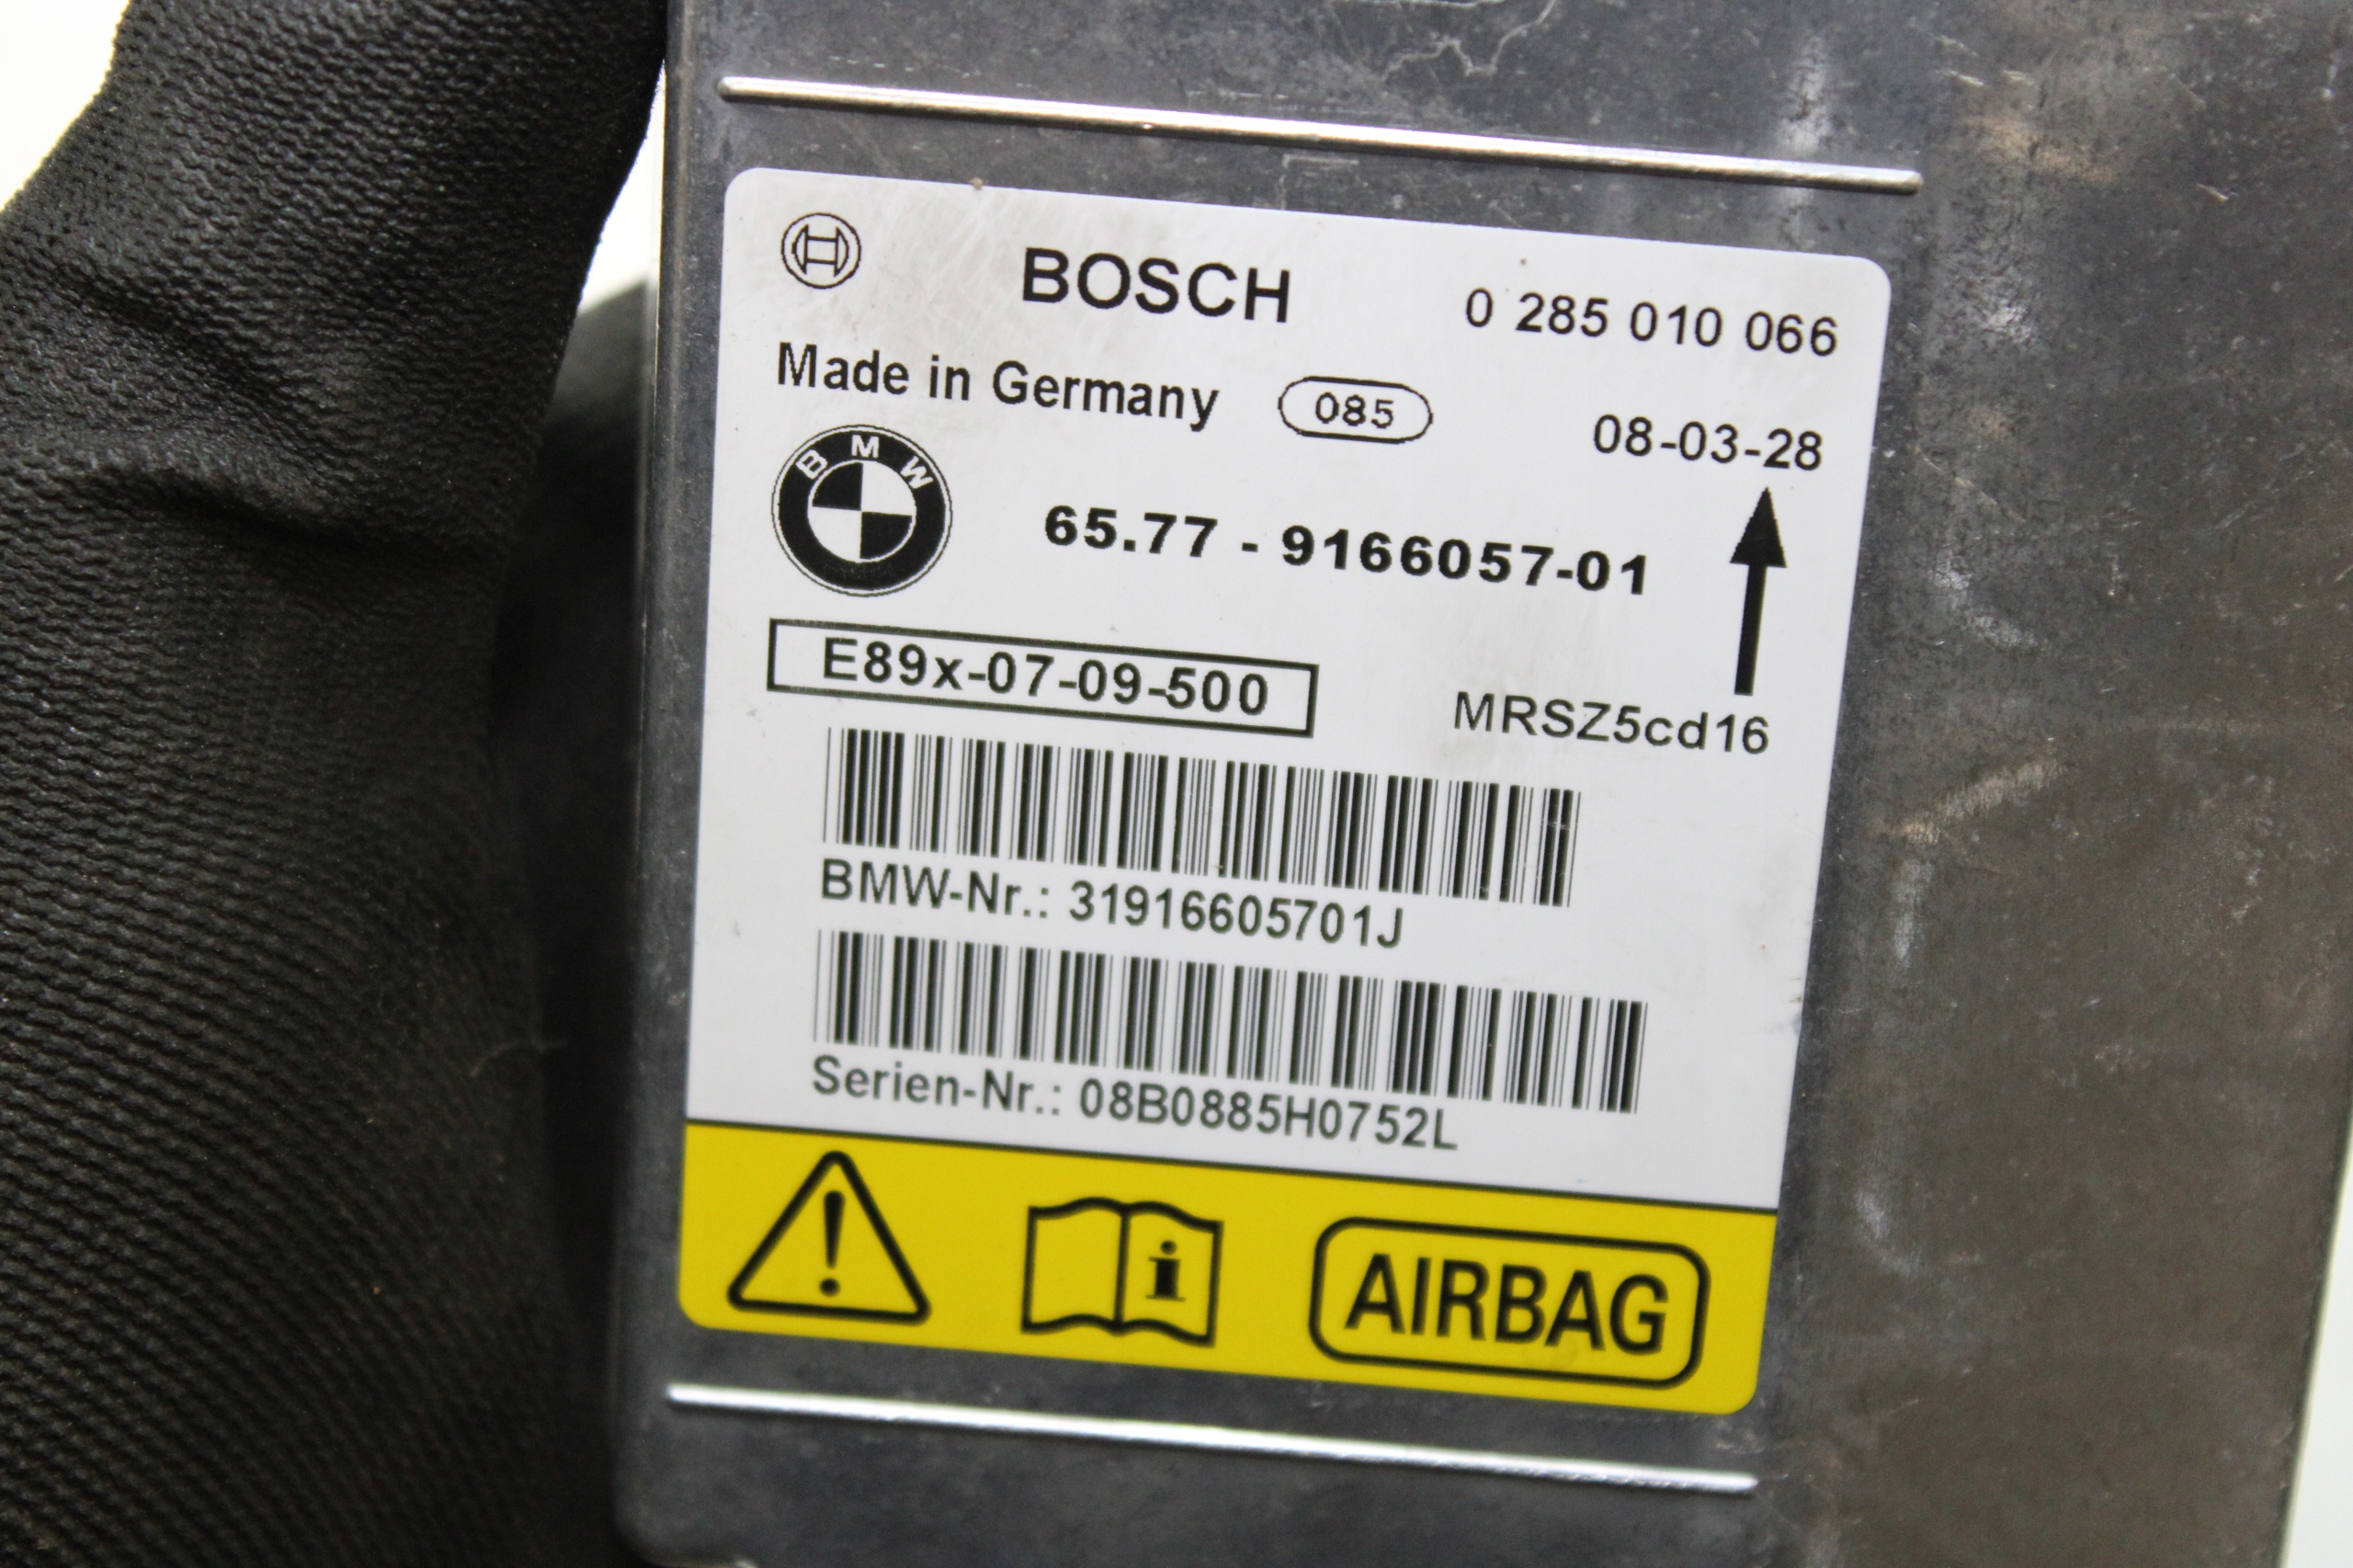 BOSCH 0 285 010 066
Made in Germany 085 08-03-28
BMW 65.77 - 9166057-01
E89x-07-09-500 MRSZ5cd16
BMW-Nr.: 31916605701J
Serien-Nr.: 08B0885H0752L
! i AIRBAG